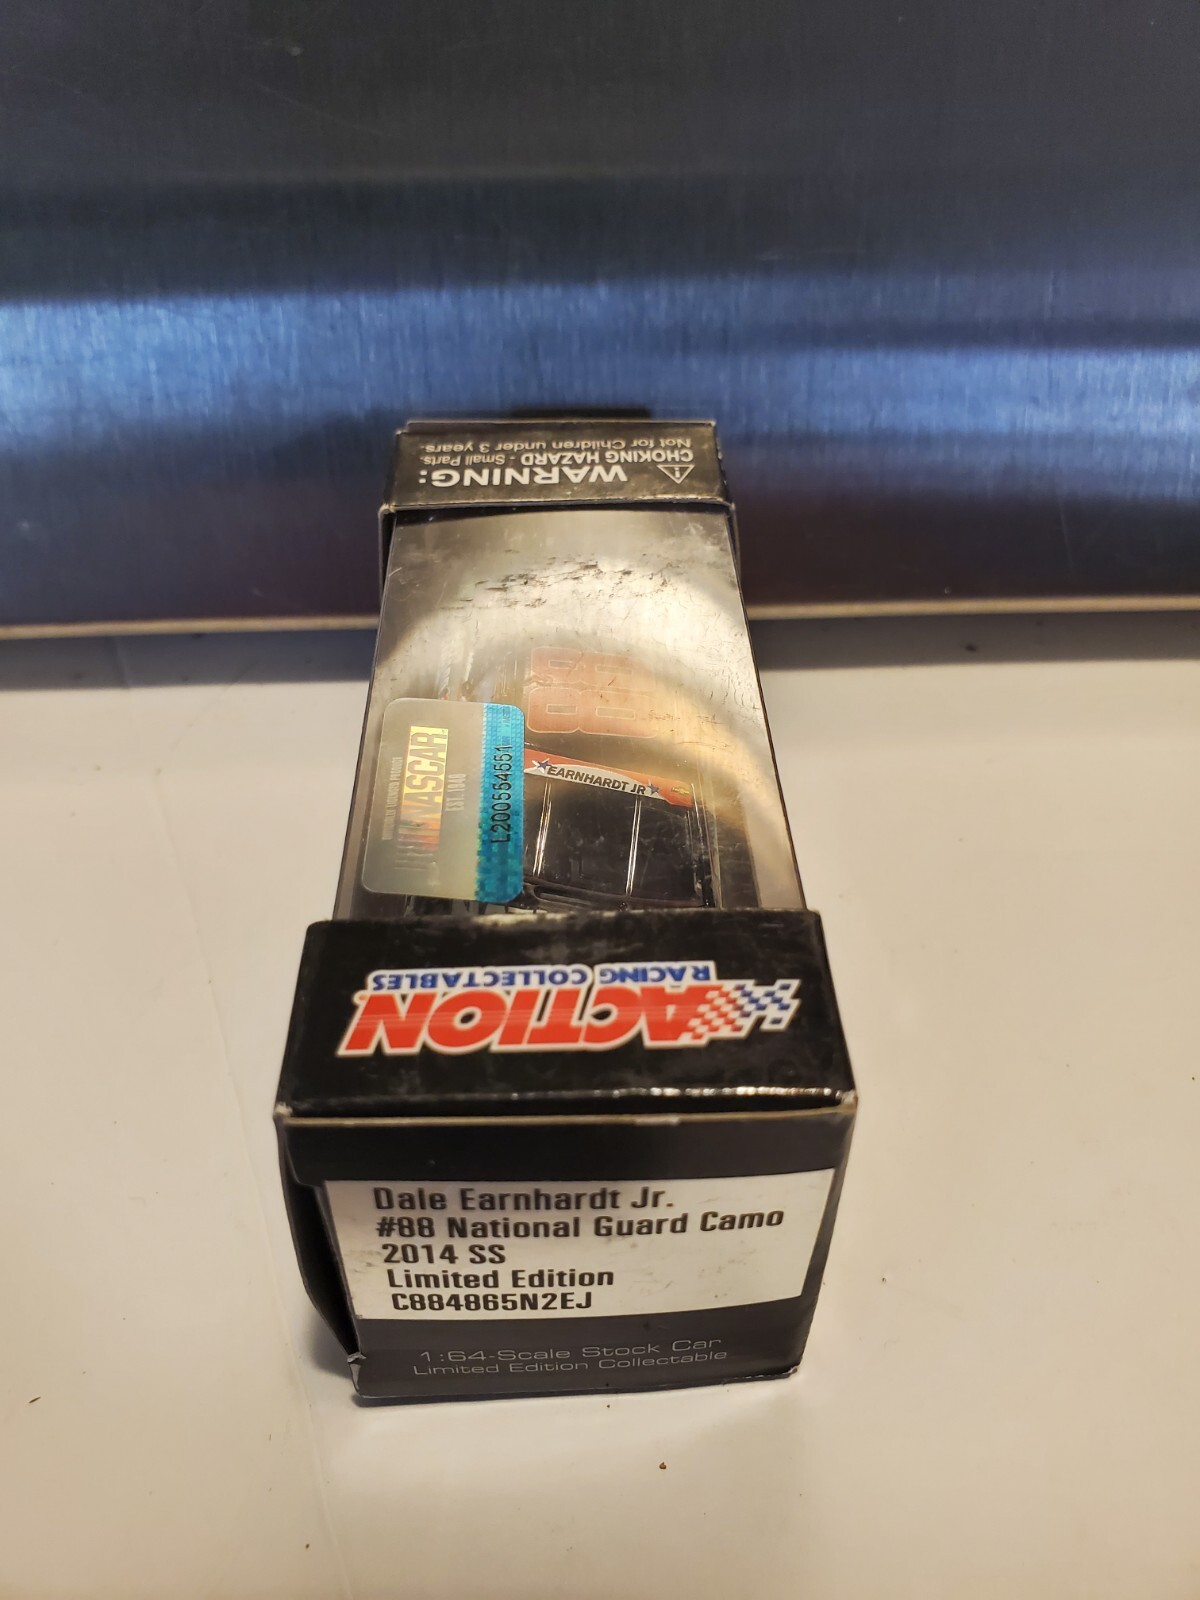 WARNING:
CHOKING HAZARD - Small Parts.
Not for Children under 3 years.
88
EARNHARDT JR
NASCAR
EST. 1948
L200554551
ACTION
RACING COLLECTABLES
Dale Earnhardt Jr.
#88 National Guard Camo
2014 SS
Limited Edition
C884865N2EJ
1:64-Scale Stock Car
Limited Edition Collectable